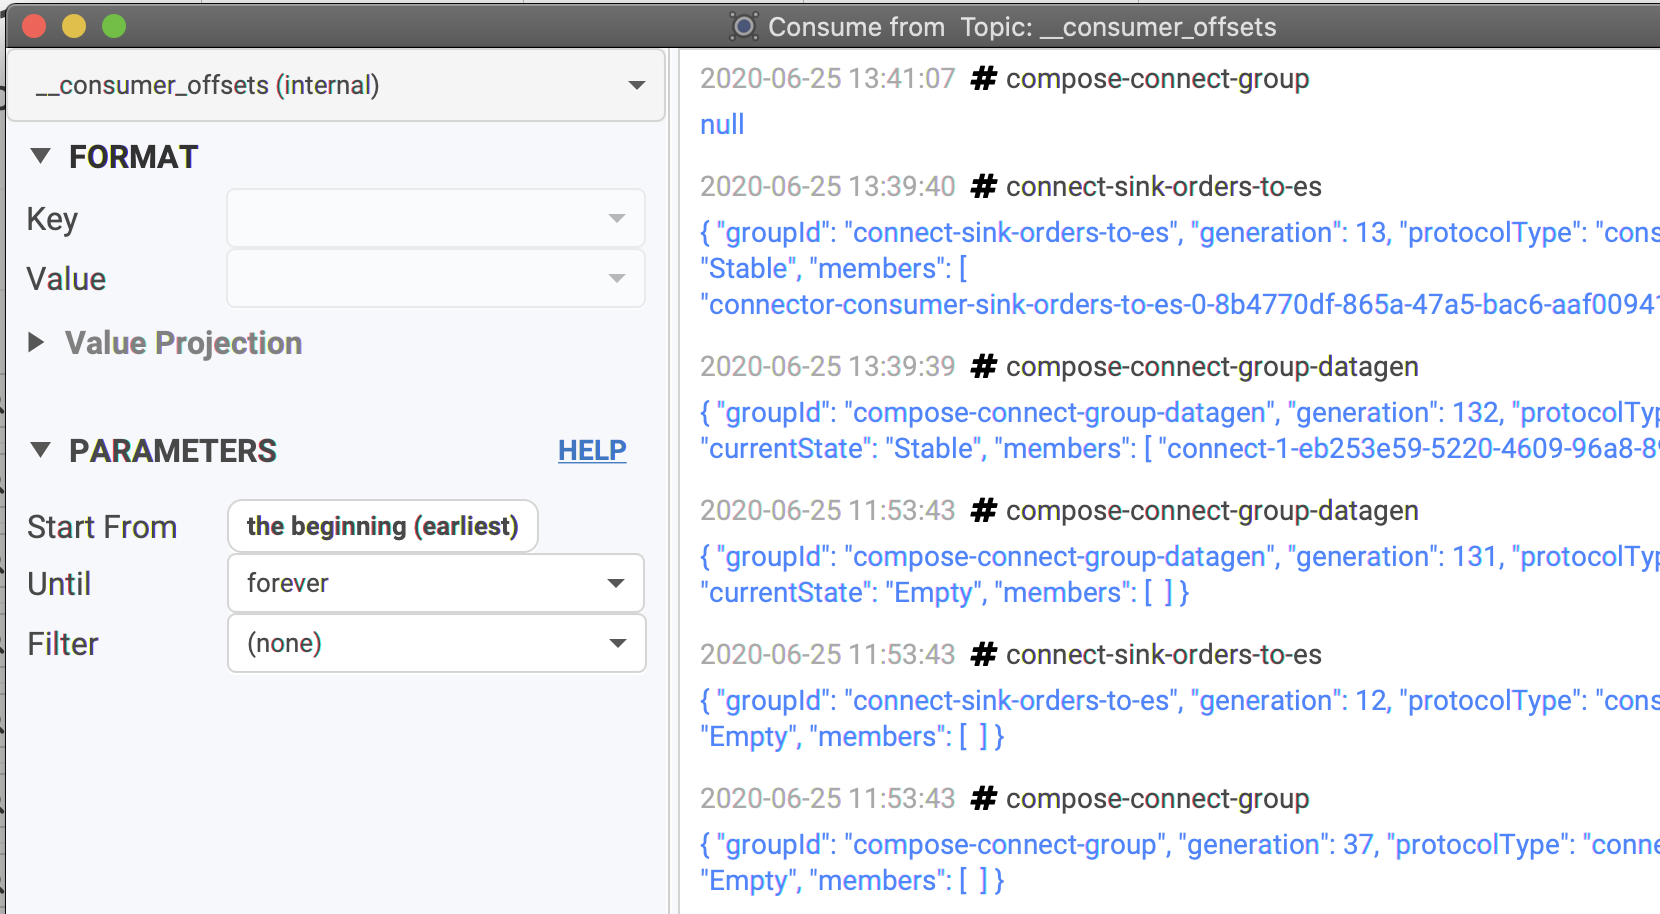 Consume from Topic: __consumer_offsets
__consumer_offsets (internal)
FORMAT
Key
Value
Value Projection
PARAMETERS
HELP
Start From
the beginning (earliest)
Until
forever
Filter
(none)
2020-06-25 13:41:07 # compose-connect-group
null
2020-06-25 13:39:40 # connect-sink-orders-to-es
{ "groupId": "connect-sink-orders-to-es", "generation": 13, "protocolType": "cons
"Stable", "members": [
"connector-consumer-sink-orders-to-es-0-8b4770df-865a-47a5-bac6-aaf00941
2020-06-25 13:39:39 # compose-connect-group-datagen
{ "groupId": "compose-connect-group-datagen", "generation": 132, "protocolTyp
"currentState": "Stable", "members": [ "connect-1-eb253e59-5220-4609-96a8-89
2020-06-25 11:53:43 # compose-connect-group-datagen
{ "groupId": "compose-connect-group-datagen", "generation": 131, "protocolTyp
"currentState": "Empty", "members": [ ] }
2020-06-25 11:53:43 # connect-sink-orders-to-es
{ "groupId": "connect-sink-orders-to-es", "generation": 12, "protocolType": "cons
"Empty", "members": [ ] }
2020-06-25 11:53:43 # compose-connect-group
{ "groupId": "compose-connect-group", "generation": 37, "protocolType": "conne
"Empty", "members": [ ] }